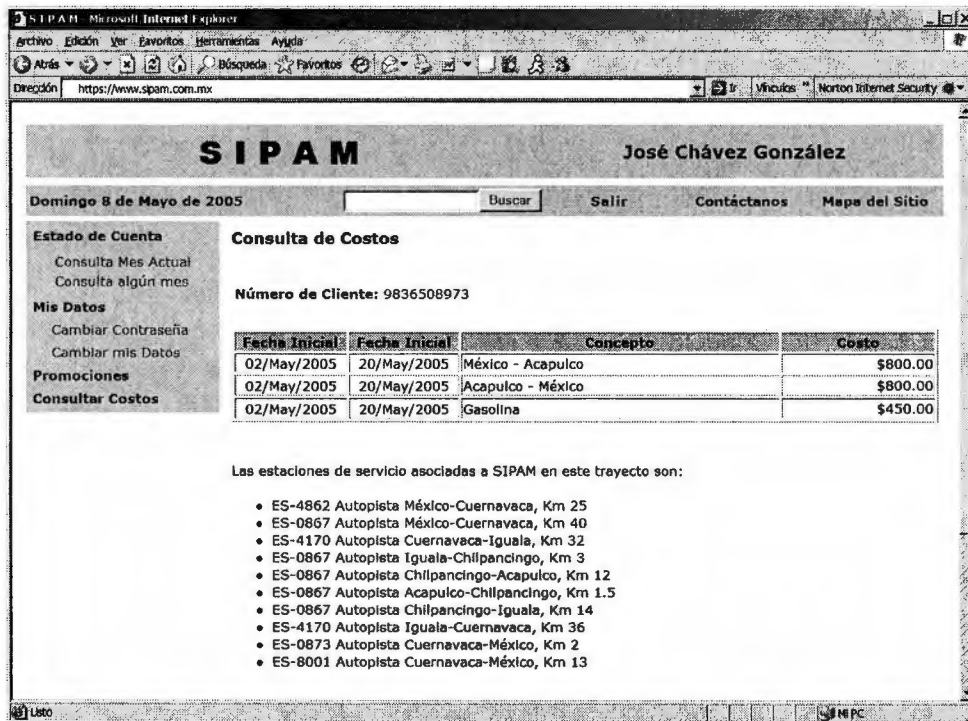 S I P A M - Microsoft Internet Explorer
Archivo Edición Ver Favoritos Herramientas Ayuda
Atrás Búsqueda Favoritos
Dirección https://www.sipam.com.mx Ir Vínculos » Norton Internet Security
S I P A M José Chávez González
Domingo 8 de Mayo de 2005 Buscar Salir Contáctanos Mapa del Sitio
Estado de Cuenta
Consulta Mes Actual
Consulta algún mes
Mis Datos
Cambiar Contraseña
Cambiar mis Datos
Promociones
Consultar Costos
Consulta de Costos
Número de Cliente: 9836508973
Fecha Inicial Fecha Inicial Concepto Costo
02/May/2005 20/May/2005 México - Acapulco $800.00
02/May/2005 20/May/2005 Acapulco - México $800.00
02/May/2005 20/May/2005 Gasolina $450.00
Las estaciones de servicio asociadas a SIPAM en este trayecto son:
• ES-4862 Autopista México-Cuernavaca, Km 25
• ES-0867 Autopista México-Cuernavaca, Km 40
• ES-4170 Autopista Cuernavaca-Iguala, Km 32
• ES-0867 Autopista Iguala-Chilpancingo, Km 3
• ES-0867 Autopista Chilpancingo-Acapulco, Km 12
• ES-0867 Autopista Acapulco-Chilpancingo, Km 1.5
• ES-0867 Autopista Chilpancingo-Iguala, Km 14
• ES-4170 Autopista Iguala-Cuernavaca, Km 36
• ES-0873 Autopista Cuernavaca-México, Km 2
• ES-8001 Autopista Cuernavaca-México, Km 13
Listo Mi PC